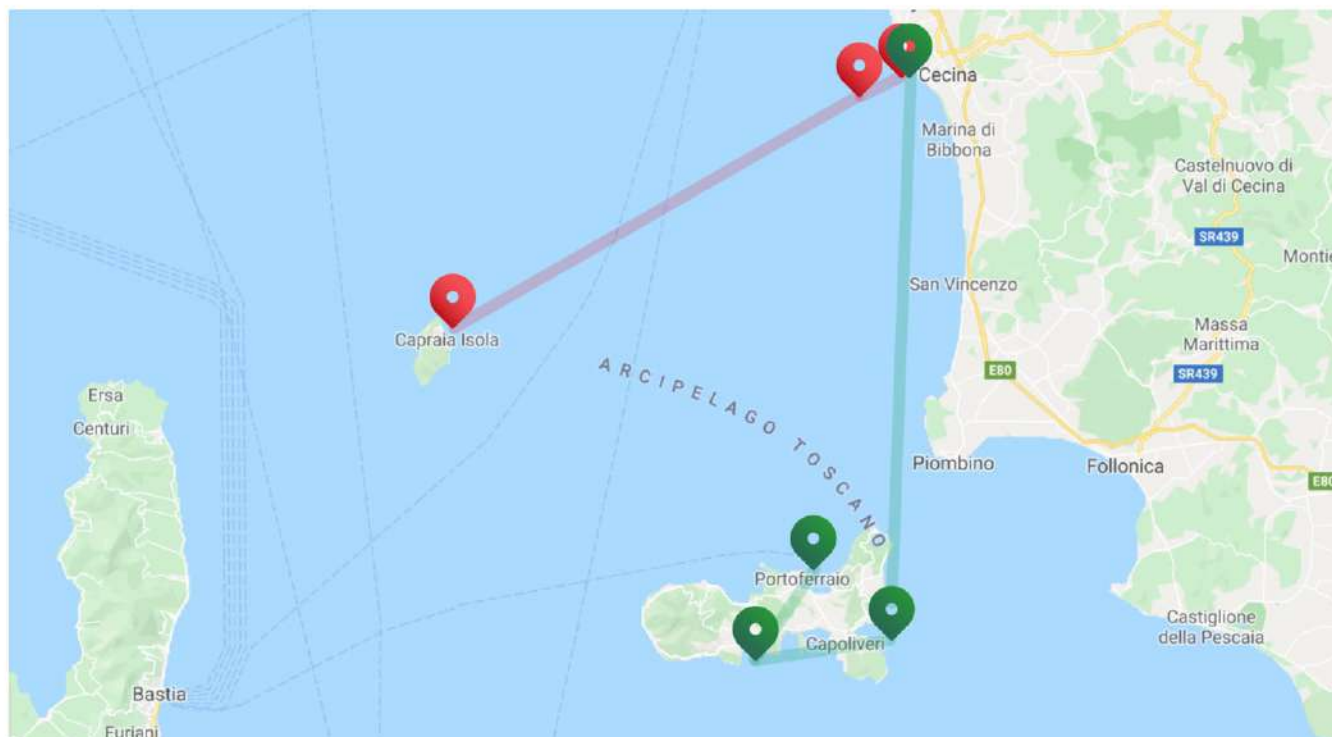 Cecina
Marina di
Bibbona
Castelnuovo di
Val di Cecina
SR439
San Vincenzo
Capraia Isola
Massa
Marittima
E80
SR439
ARCIPELAGO TOSCANO
Ersa
Centuri
Piombino
Follonica
E80
Portoferraio
Capoliveri
Castiglione
della Pescaia
Bastia
Furiani